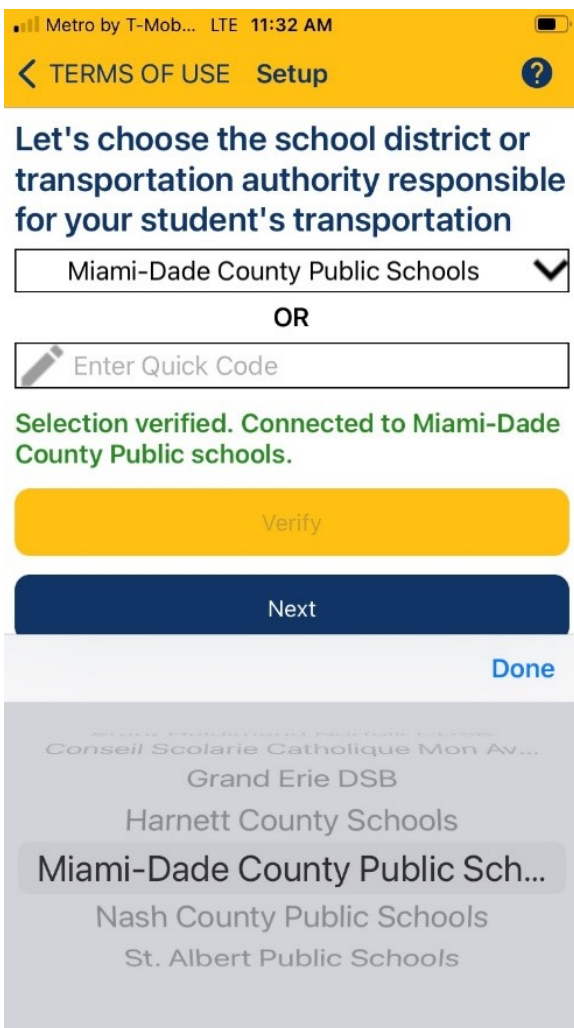 Metro by T-Mob... LTE 11:32 AM
TERMS OF USE Setup ?
Let's choose the school district or
transportation authority responsible
for your student's transportation
Miami-Dade County Public Schools
OR
Enter Quick Code
Selection verified. Connected to Miami-Dade
County Public schools.
Verify
Next
Done
Conseil Scolarie Catholique Mon Av...
Grand Erie DSB
Harnett County Schools
Miami-Dade County Public Sch...
Nash County Public Schools
St. Albert Public Schools